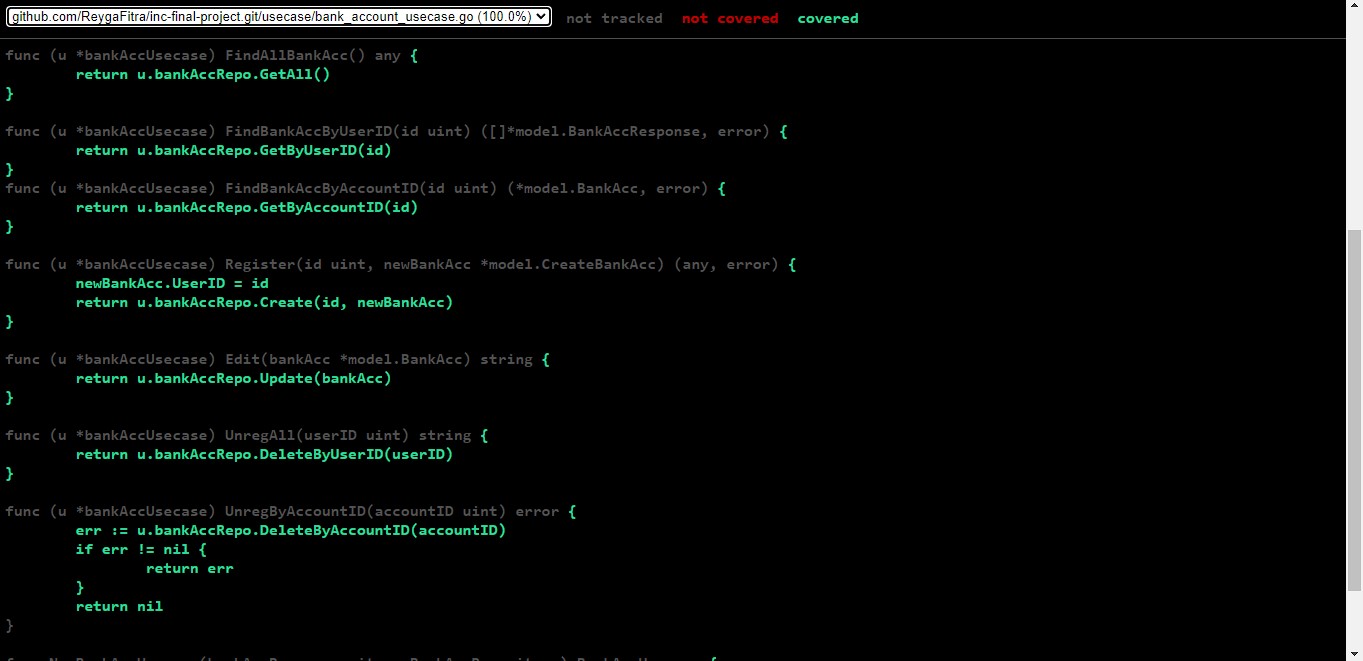 github.com/ReygaFitra/inc-final-project.git/usecase/bank_account_usecase.go (100.0%) not tracked not covered covered
func (u *bankAccUsecase) FindAllBankAcc() any {
return u.bankAccRepo.GetAll()
}
func (u *bankAccUsecase) FindBankAccByUserID(id uint) ([]*model.BankAccResponse, error) {
return u.bankAccRepo.GetByUserID(id)
}
func (u *bankAccUsecase) FindBankAccByAccountID(id uint) (*model.BankAcc, error) {
return u.bankAccRepo.GetByAccountID(id)
}
func (u *bankAccUsecase) Register(id uint, newBankAcc *model.CreateBankAcc) (any, error) {
newBankAcc.UserID = id
return u.bankAccRepo.Create(id, newBankAcc)
}
func (u *bankAccUsecase) Edit(bankAcc *model.BankAcc) string {
return u.bankAccRepo.Update(bankAcc)
}
func (u *bankAccUsecase) UnregAll(userID uint) string {
return u.bankAccRepo.DeleteByUserID(userID)
}
func (u *bankAccUsecase) UnregByAccountID(accountID uint) error {
err := u.bankAccRepo.DeleteByAccountID(accountID)
if err != nil {
return err
}
return nil
}